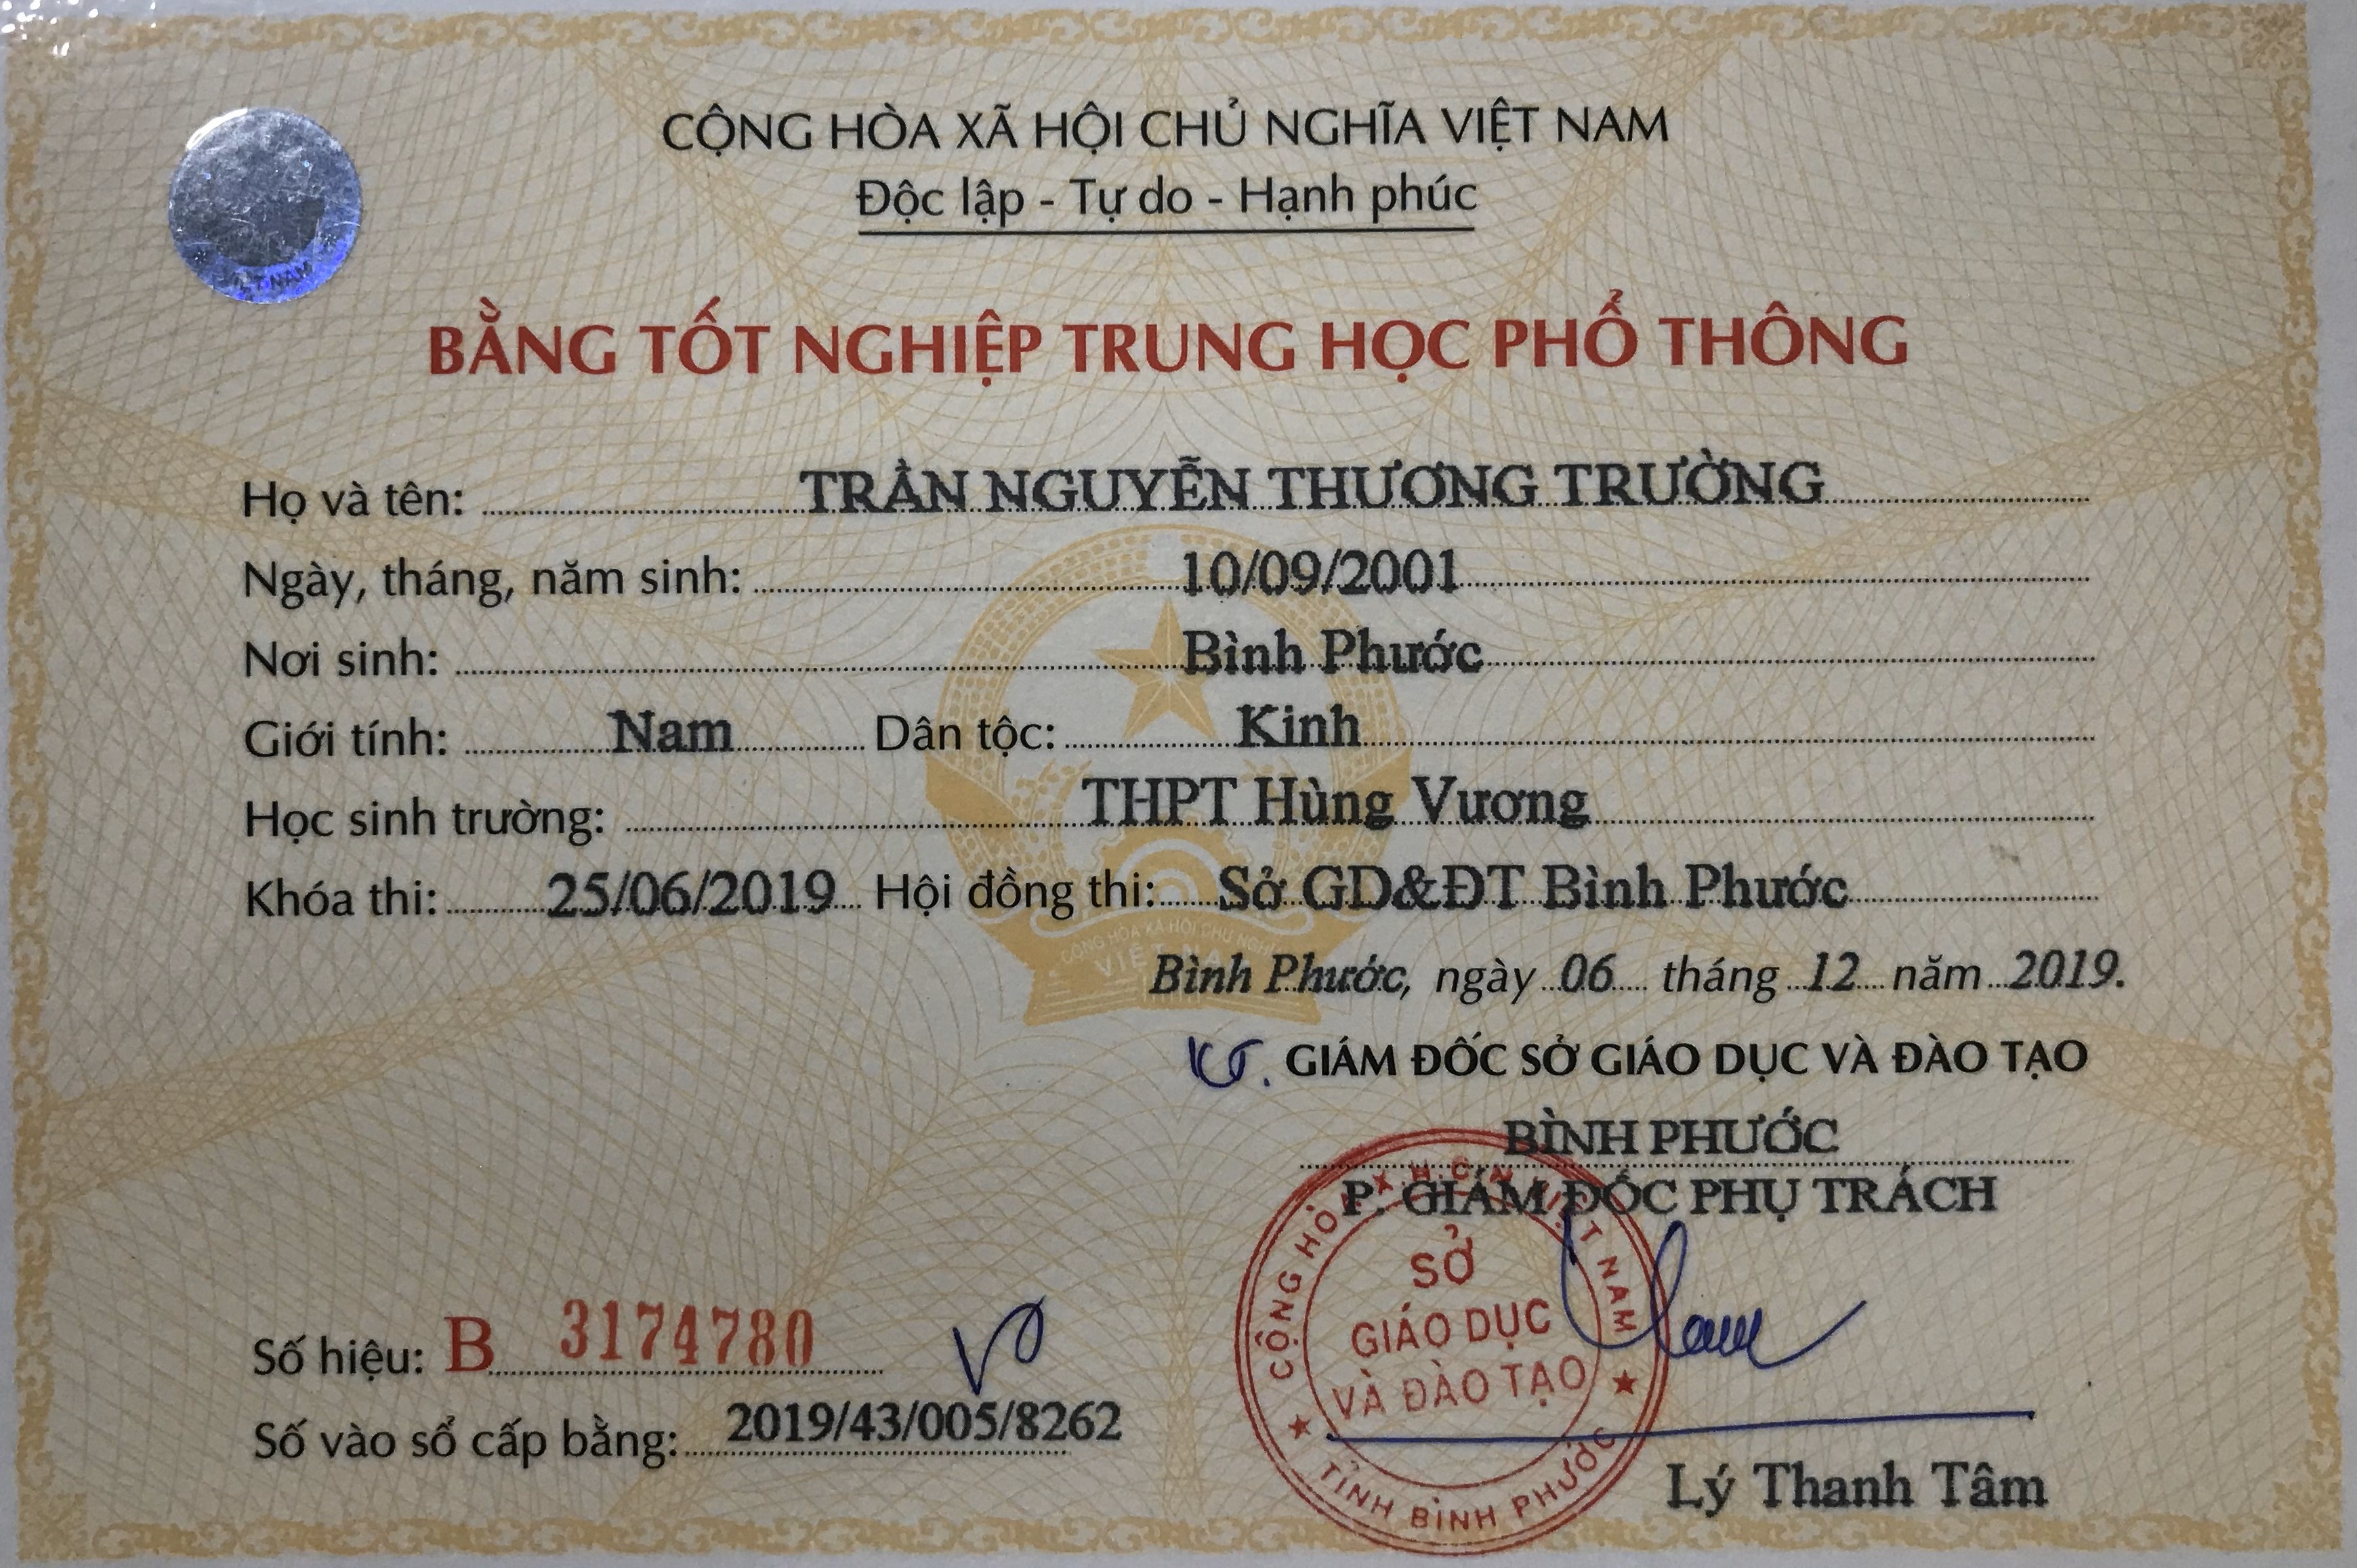 CỘNG HÒA XÃ HỘI CHỦ NGHĨA VIỆT NAM
Độc lập - Tự do - Hạnh phúc
BẰNG TỐT NGHIỆP TRUNG HỌC PHỔ THÔNG
Họ và tên: TRẦN NGUYỄN THƯƠNG TRƯỜNG
Ngày, tháng, năm sinh: 10/09/2001
Nơi sinh: Bình Phước
Giới tính: Nam Dân tộc: Kinh
Học sinh trường: THPT Hùng Vương
Khóa thi: 25/06/2019 Hội đồng thi: Sở GD&ĐT Bình Phước
CỘNG HÒA XÃ HỘI CHỦ NGHĨA
VIỆT NAM
Bình Phước, ngày 06 tháng 12 năm 2019.
KT. GIÁM ĐỐC SỞ GIÁO DỤC VÀ ĐÀO TẠO
BÌNH PHƯỚC
P. GIÁM ĐỐC PHỤ TRÁCH
CỘNG HÒA X.H.C.N VIỆT NAM
SỞ
GIÁO DỤC
VÀ ĐÀO TẠO
TỈNH BÌNH PHƯỚC
Số hiệu: B 3174780
Số vào sổ cấp bằng: 2019/43/005/8262
Lý Thanh Tâm